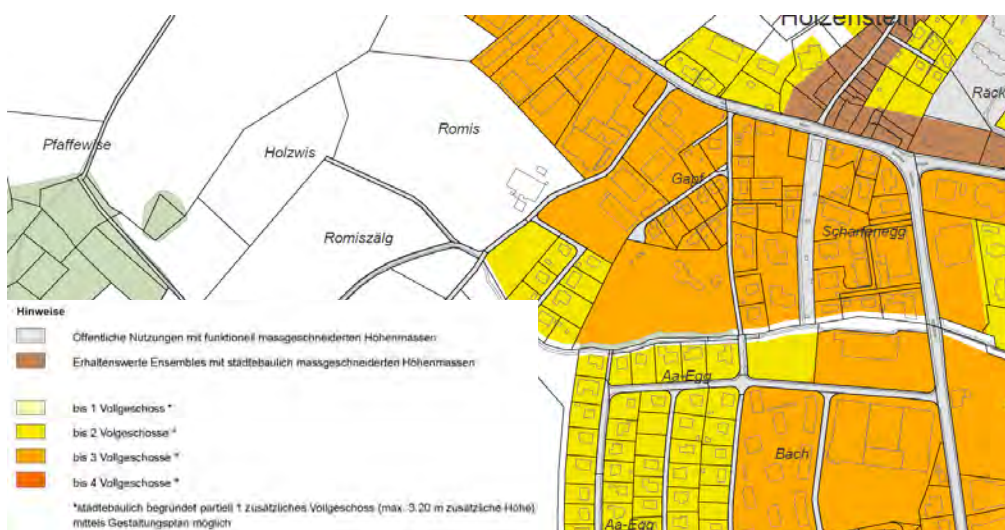 Holzenstein
Räck
Pfaffewise
Holzwis
Romis
Gapf
Romiszälg
Scharfenegg
Hinweise
Öffentliche Nutzungen mit funktionell massgeschneiderten Höhenmassen
Erhaltenswerte Ensembles mit städtebaulich massgeschneiderten Höhenmassen
bis 1 Vollgeschoss *
bis 2 Vollgeschosse *
bis 3 Vollgeschosse *
bis 4 Vollgeschosse *
*städtebaulich begründet partiell 1 zusätzliches Vollgeschoss (max. 3.20 m zusätzliche Höhe)
mittels Gestaltungsplan möglich
Aa-Egg
Bach
Aa-Egg